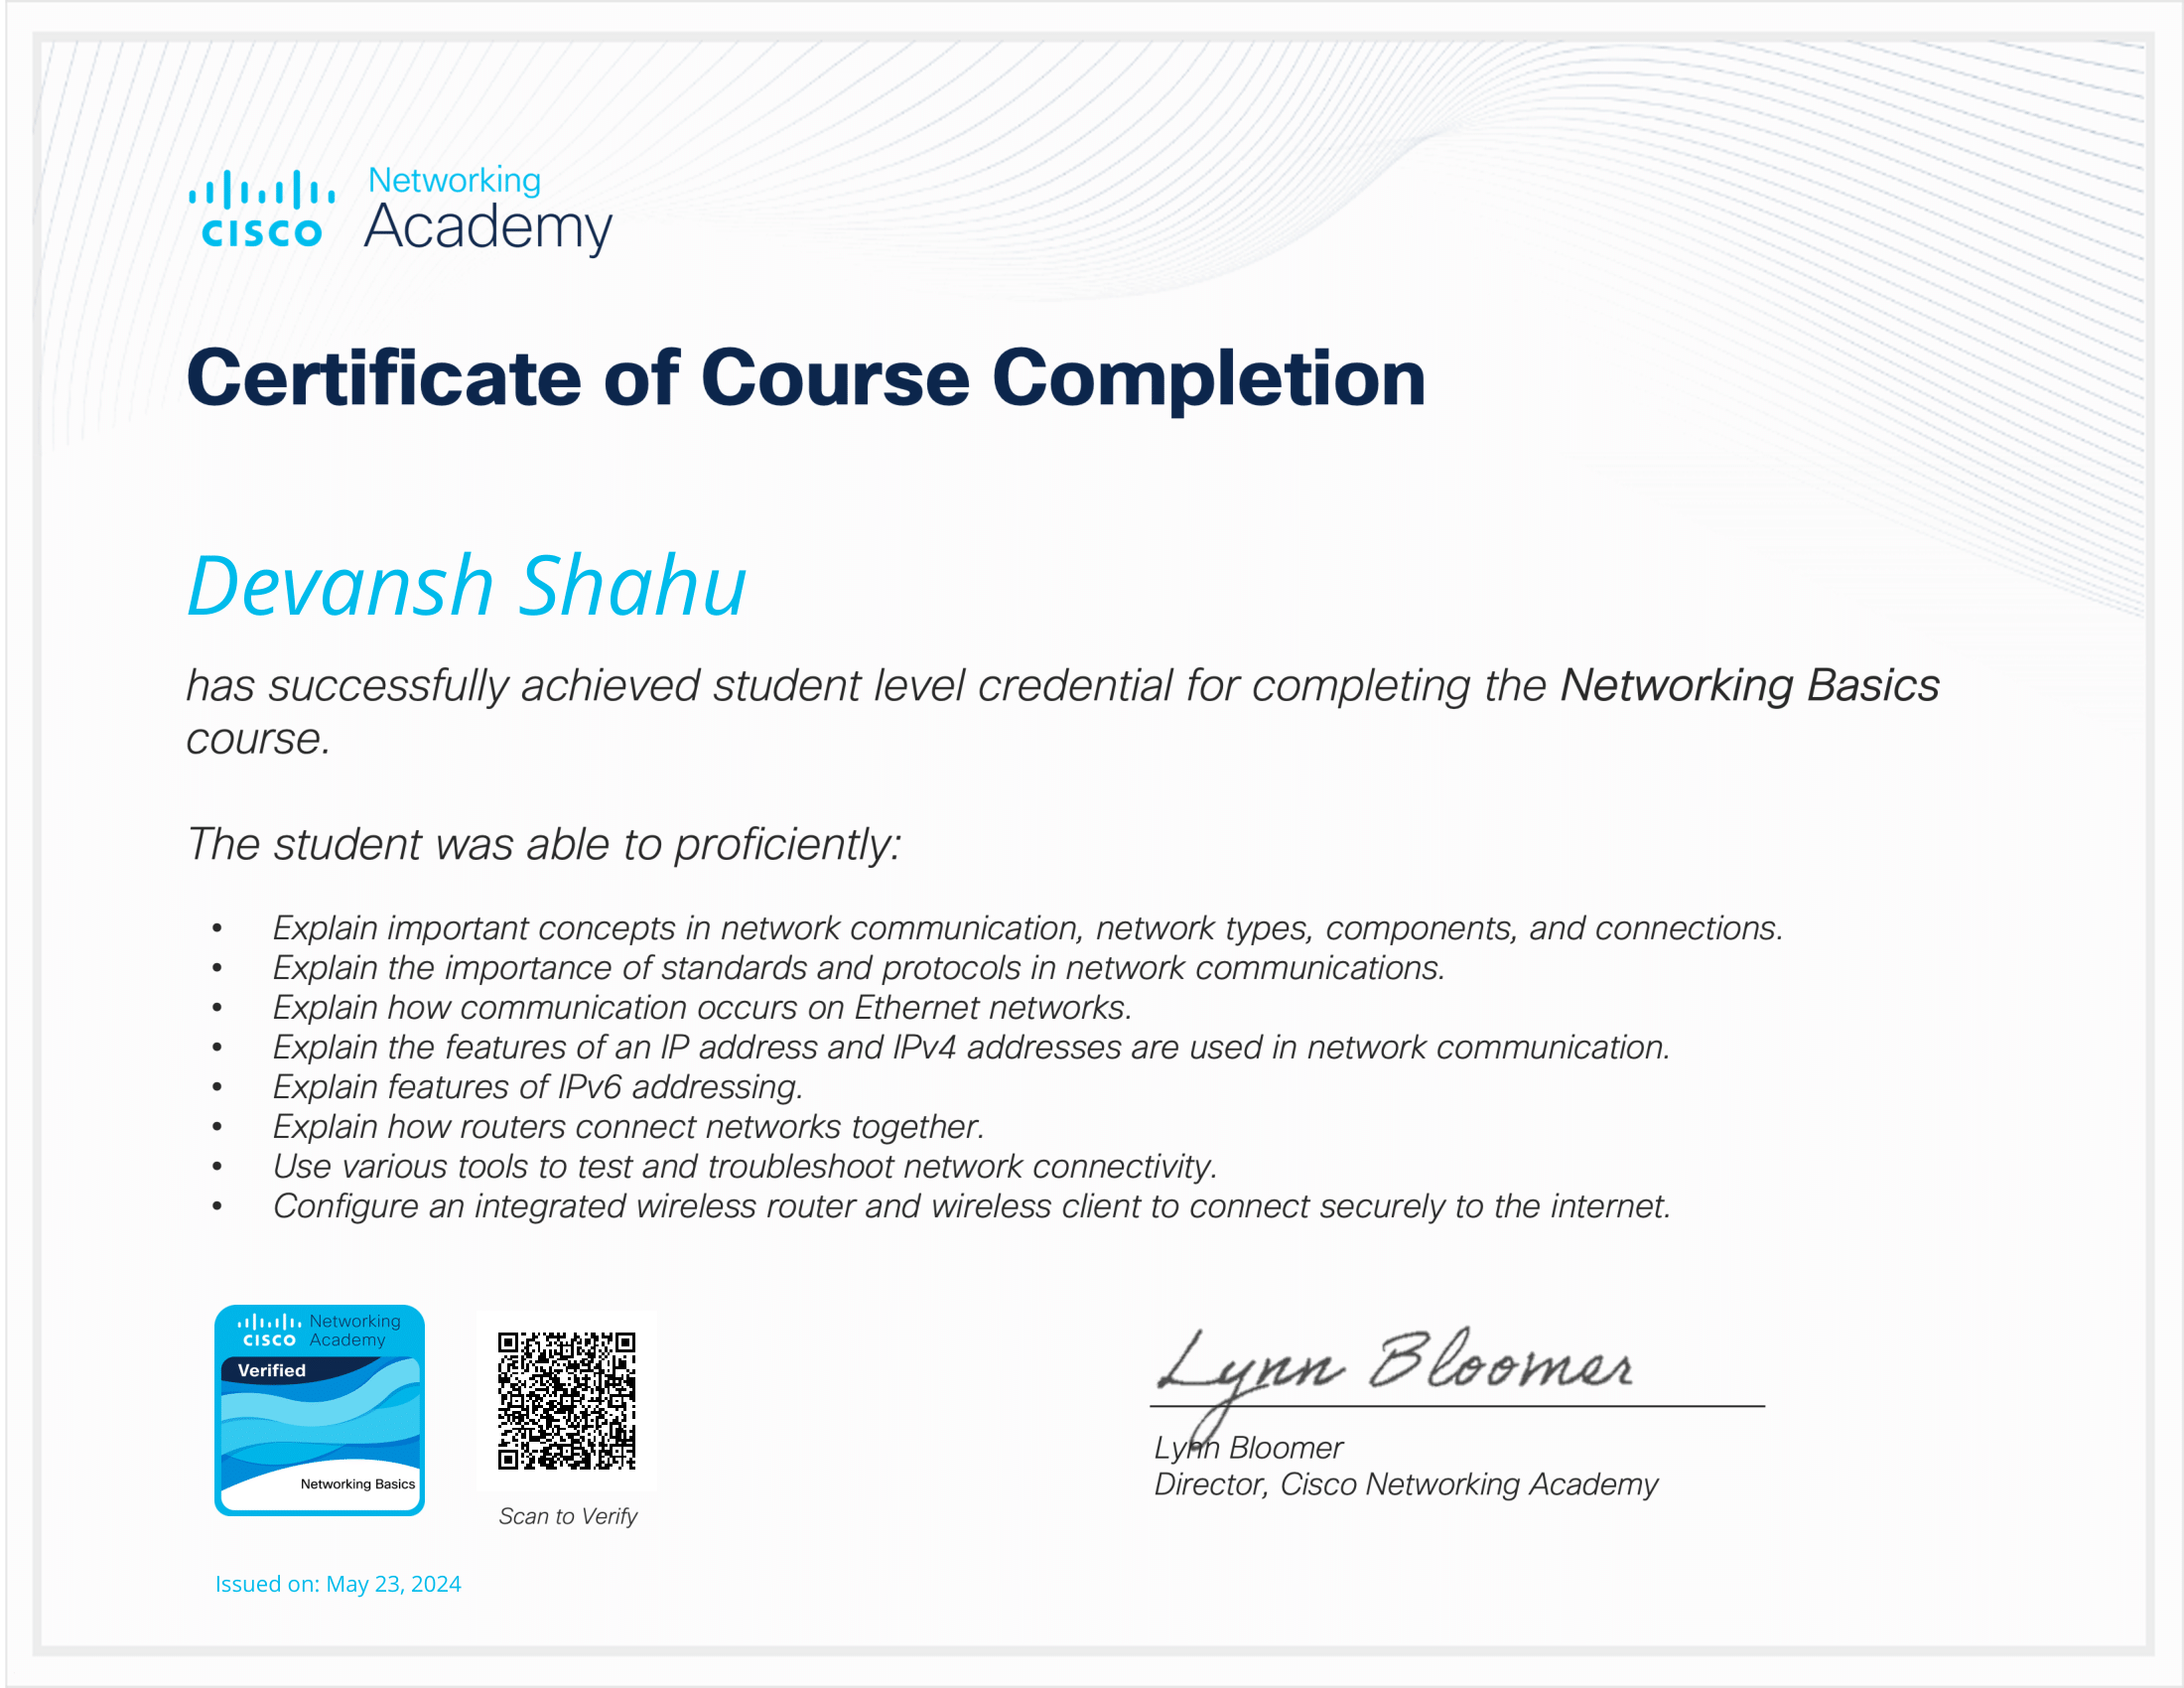 Networking
Academy
CISCO
Certificate of Course Completion
Devansh Shahu
has successfully achieved student level credential for completing the Networking Basics
course.
The student was able to proficiently:
• Explain important concepts in network communication, network types, components, and connections.
• Explain the importance of standards and protocols in network communications.
• Explain how communication occurs on Ethernet networks.
• Explain the features of an IP address and IPv4 addresses are used in network communication.
• Explain features of IPv6 addressing.
• Explain how routers connect networks together.
• Use various tools to test and troubleshoot network connectivity.
• Configure an integrated wireless router and wireless client to connect securely to the internet.
Networking
CISCO Academy
Verified
Networking Basics
Scan to Verify
Lynn Bloomer
Lynn Bloomer
Director, Cisco Networking Academy
Issued on: May 23, 2024